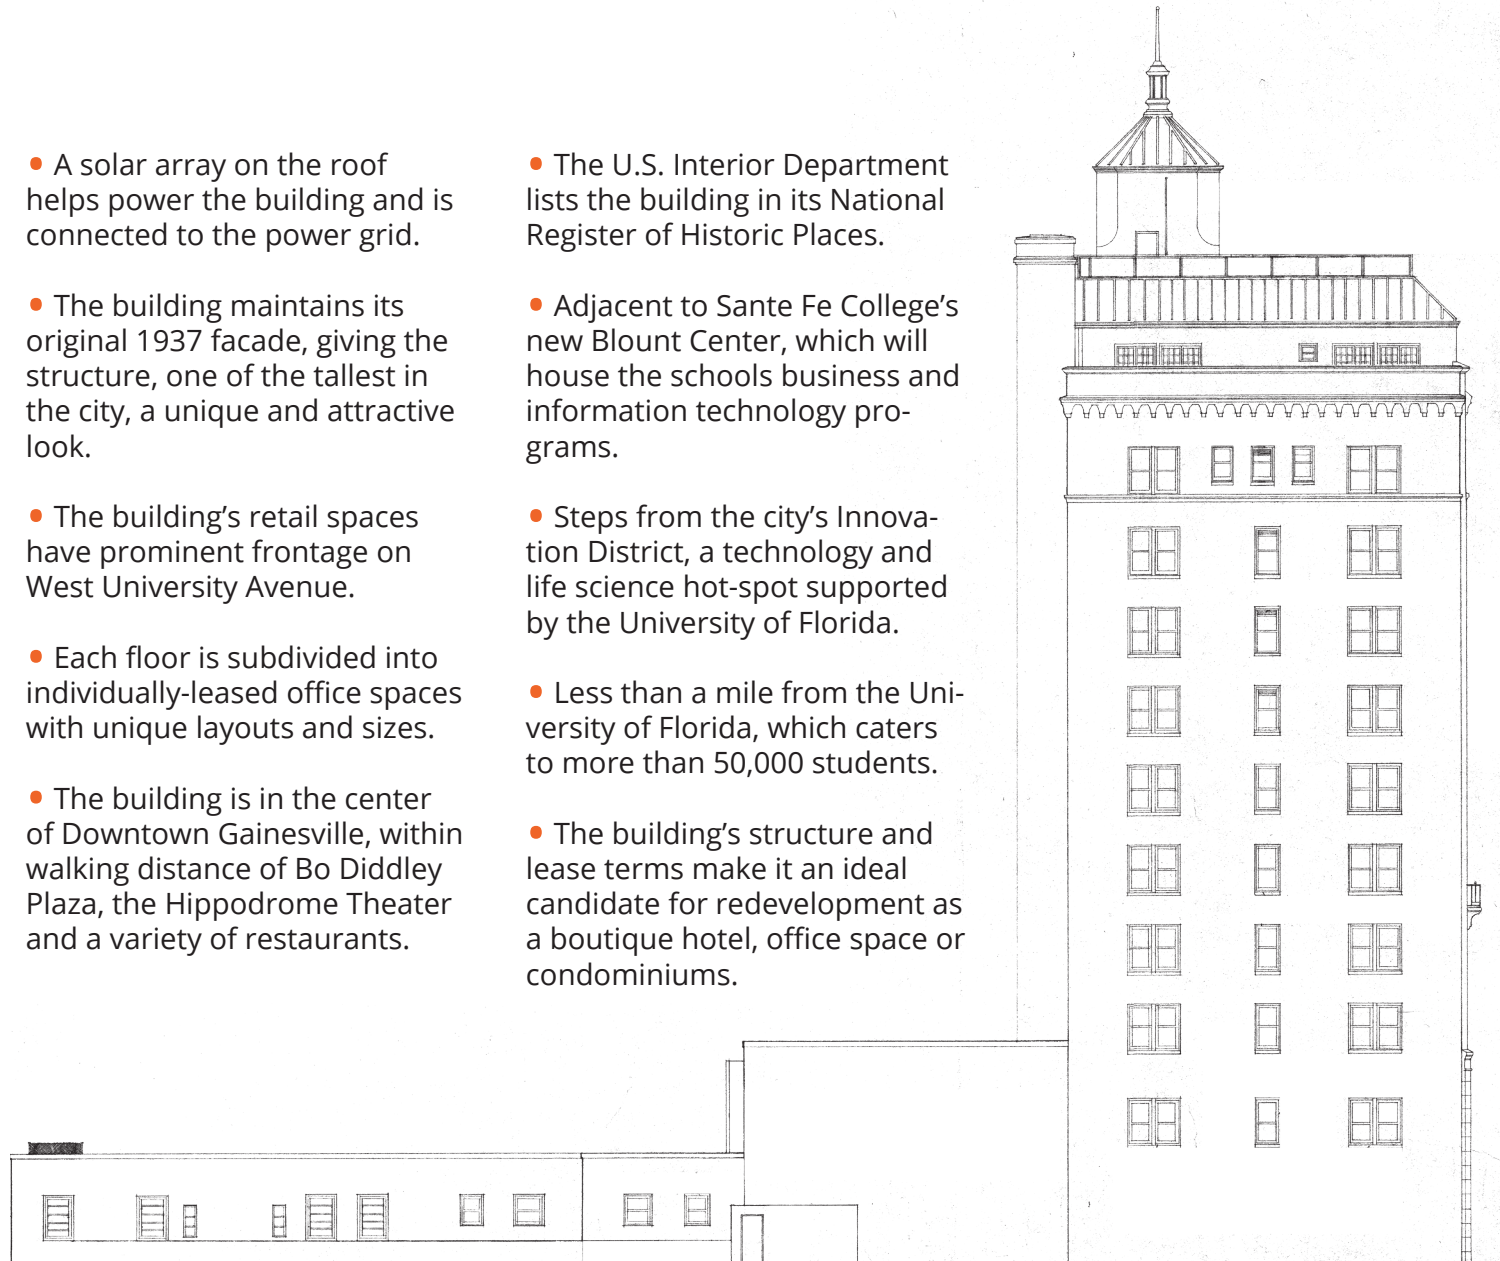 • A solar array on the roof
helps power the building and is
connected to the power grid.
• The building maintains its
original 1937 facade, giving the
structure, one of the tallest in
the city, a unique and attractive
look.
• The building’s retail spaces
have prominent frontage on
West University Avenue.
• Each floor is subdivided into
individually-leased office spaces
with unique layouts and sizes.
• The building is in the center
of Downtown Gainesville, within
walking distance of Bo Diddley
Plaza, the Hippodrome Theater
and a variety of restaurants.
• The U.S. Interior Department
lists the building in its National
Register of Historic Places.
• Adjacent to Sante Fe College’s
new Blount Center, which will
house the schools business and
information technology pro-
grams.
• Steps from the city’s Innova-
tion District, a technology and
life science hot-spot supported
by the University of Florida.
• Less than a mile from the Uni-
versity of Florida, which caters
to more than 50,000 students.
• The building’s structure and
lease terms make it an ideal
candidate for redevelopment as
a boutique hotel, office space or
condominiums.